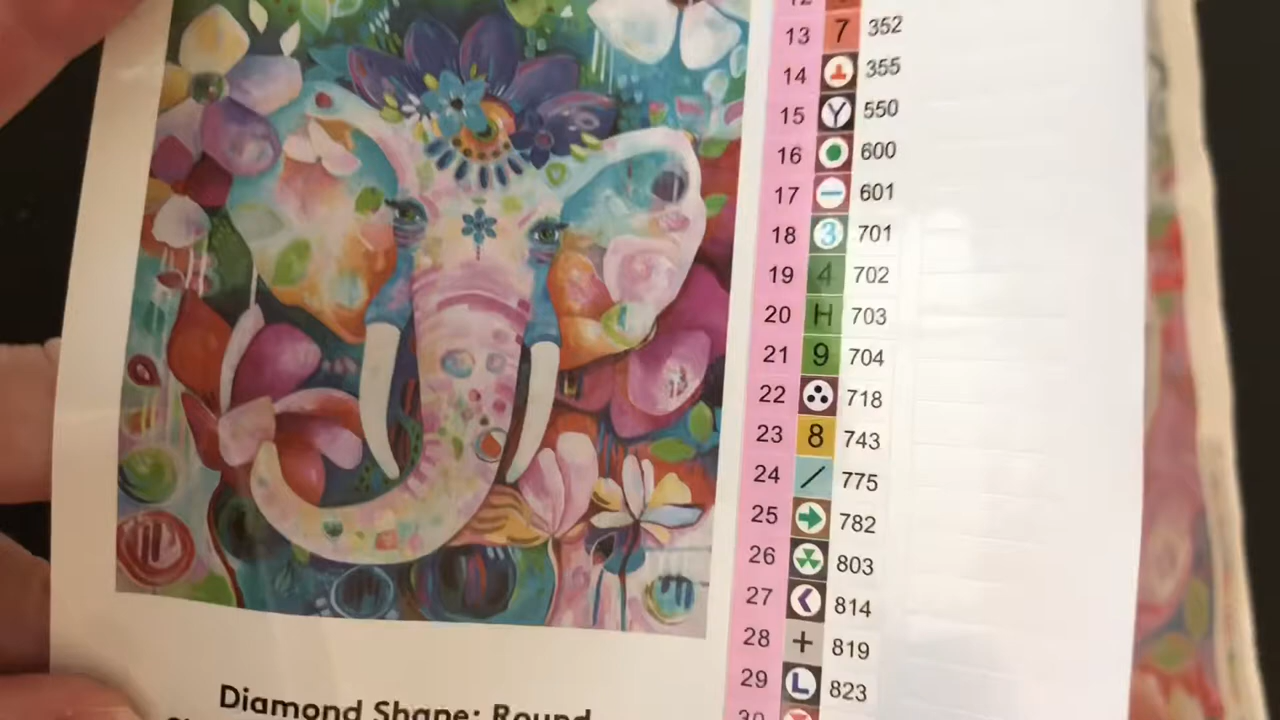 13 7 352
14 355
15 Y 550
16 600
17 601
18 3 701
19 4 702
20 H 703
21 9 704
22 718
23 8 743
24 / 775
25 782
26 803
27 814
28 + 819
29 L 823
30
Diamond Shape: Round